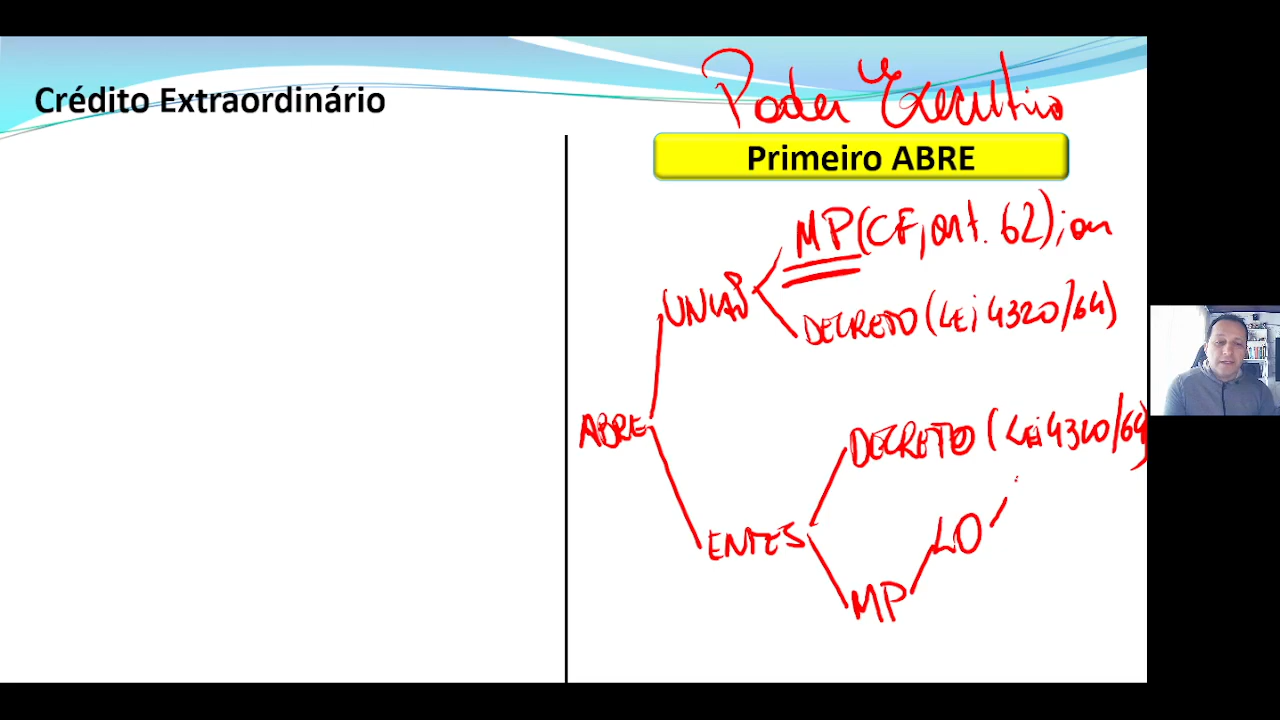 Crédito Extraordinário
Poder Executivo
Primeiro ABRE
MP (CF, art. 62); ou
UNIÃO
DECRETO (LEI 4320/64)
ABRE
DECRETO (LEI 4320/64)
ENTES
LO
MP